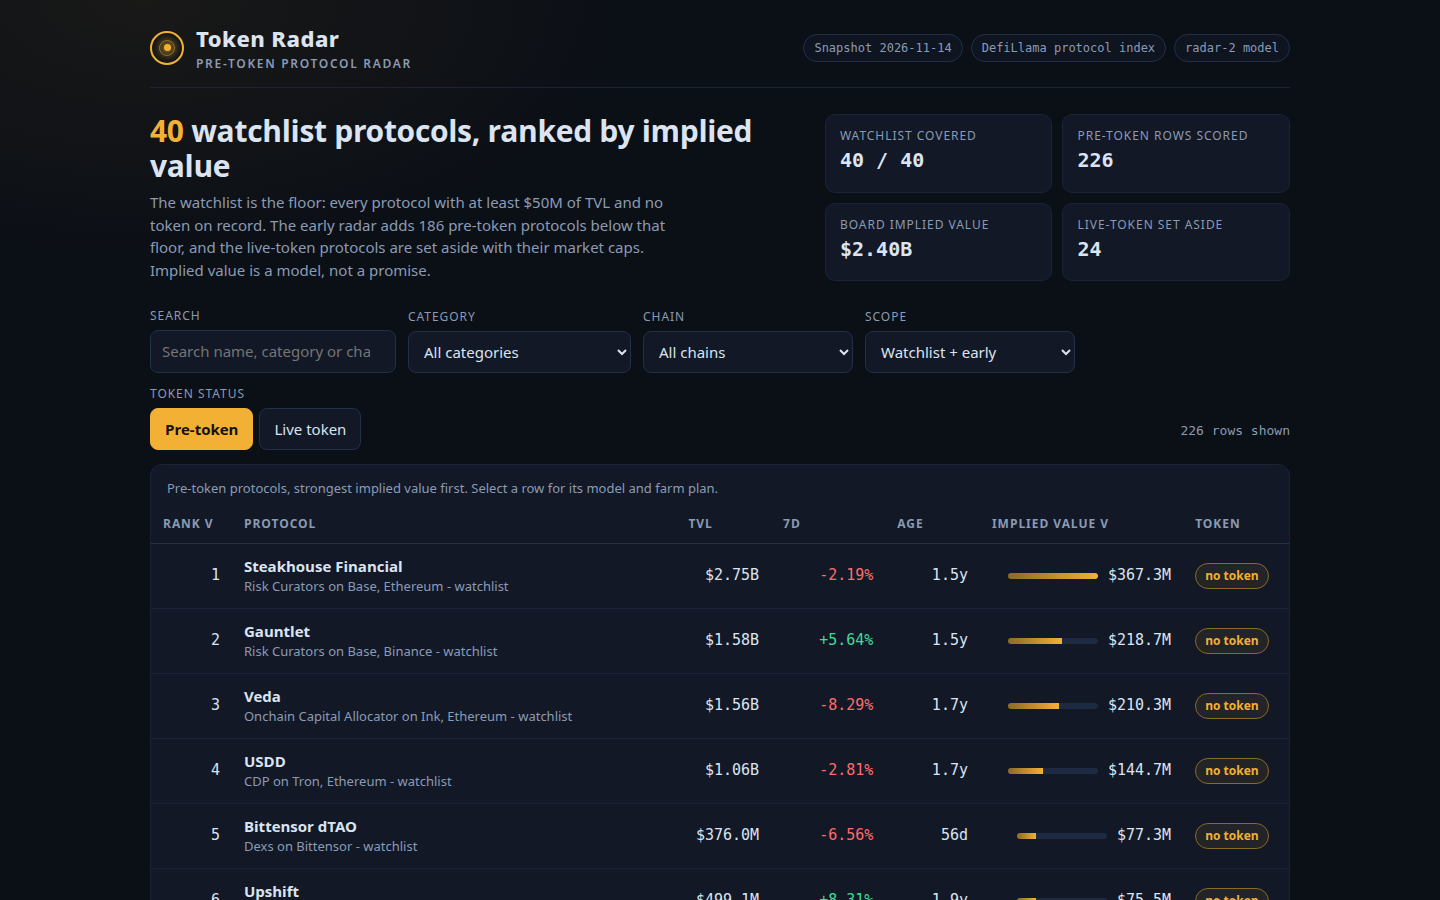 Token Radar
PRE-TOKEN PROTOCOL RADAR
Snapshot 2026-11-14
DefiLlama protocol index
radar-2 model
40 watchlist protocols, ranked by implied
value
The watchlist is the floor: every protocol with at least $50M of TVL and no
token on record. The early radar adds 186 pre-token protocols below that
floor, and the live-token protocols are set aside with their market caps.
Implied value is a model, not a promise.
WATCHLIST COVERED
40 / 40
PRE-TOKEN ROWS SCORED
226
BOARD IMPLIED VALUE
$2.40B
LIVE-TOKEN SET ASIDE
24
SEARCH
Search name, category or cha
CATEGORY
All categories
CHAIN
All chains
SCOPE
Watchlist + early
TOKEN STATUS
Pre-token
Live token
226 rows shown
Pre-token protocols, strongest implied value first. Select a row for its model and farm plan.
RANK V PROTOCOL TVL 7D AGE IMPLIED VALUE V TOKEN
1 Steakhouse Financial $2.75B -2.19% 1.5y $367.3M no token
Risk Curators on Base, Ethereum - watchlist
2 Gauntlet $1.58B +5.64% 1.5y $218.7M no token
Risk Curators on Base, Binance - watchlist
3 Veda $1.56B -8.29% 1.7y $210.3M no token
Onchain Capital Allocator on Ink, Ethereum - watchlist
4 USDD $1.06B -2.81% 1.7y $144.7M no token
CDP on Tron, Ethereum - watchlist
5 Bittensor dTAO $376.0M -6.56% 56d $77.3M no token
Dexs on Bittensor - watchlist
6 Upshift $499.1M +8.31% 1.9y $75.5M no token